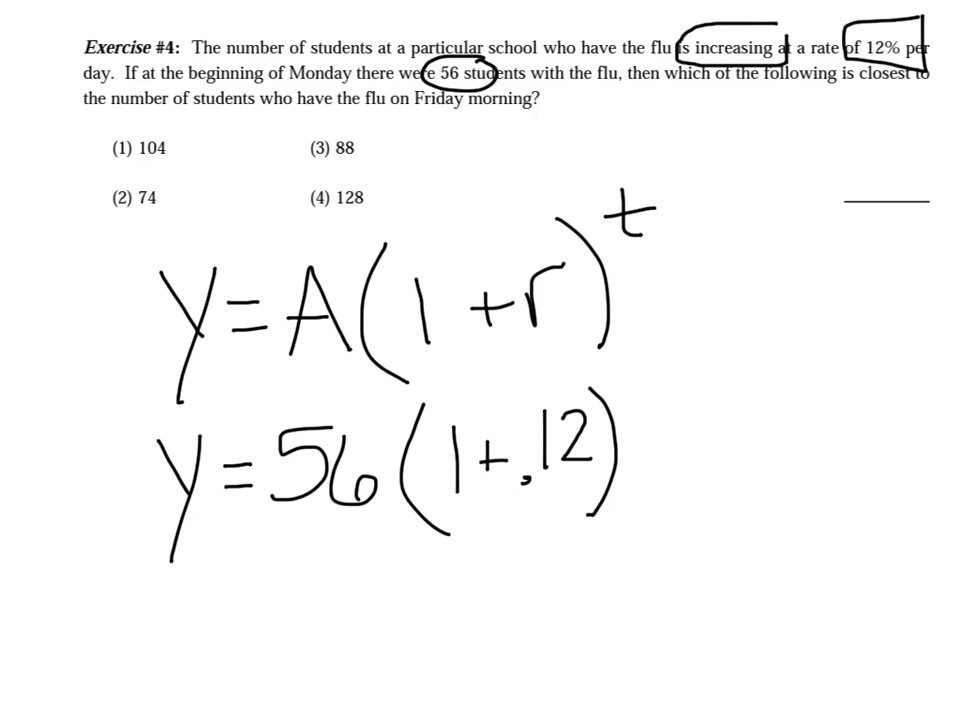 Exercise #4: The number of students at a particular school who have the flu is increasing at a rate of 12% per
day. If at the beginning of Monday there were 56 students with the flu, then which of the following is closest to
the number of students who have the flu on Friday morning?
(1) 104 (3) 88
(2) 74 (4) 128
y = A(1 + r)^t
y = 56(1 + .12)